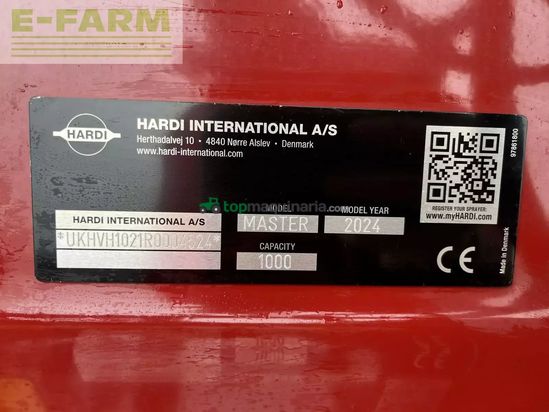 E-FARM
HARDI
HARDI INTERNATIONAL A/S
Herthadalvej 10 • 4840 Nørre Alslev • Denmark
www.hardi-international.com
REGISTER YOUR SPRAYER:
www.myHARDI.com
97861800
Made in Denmark
topmaquinaria.com
HARDI INTERNATIONAL A/S
MODEL
MASTER
MODEL YEAR
2024
CAPACITY
1000
CE